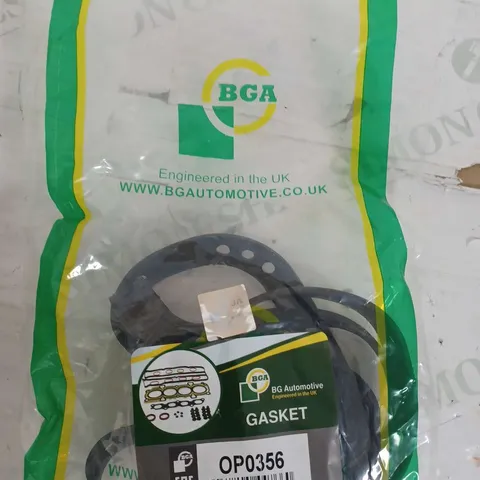 BGA
Engineered in the UK
WWW.BGAUTOMOTIVE.CO.UK
BGA
BG Automotive
Engineered in the UK
GASKET
OP0356